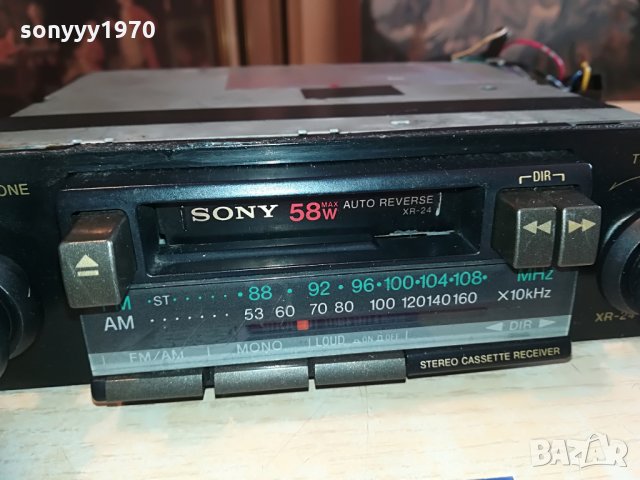 sonyyy1970
SONY 58W MAX AUTO REVERSE
XR-24
DIR
ONE
FM ST 88 92 96 100 104 108 MHz
AM 53 60 70 80 100 120 140 160 X10kHz
DIR
XR-24
FM/AM MONO LOUD
STEREO CASSETTE RECEIVER
BAZAR